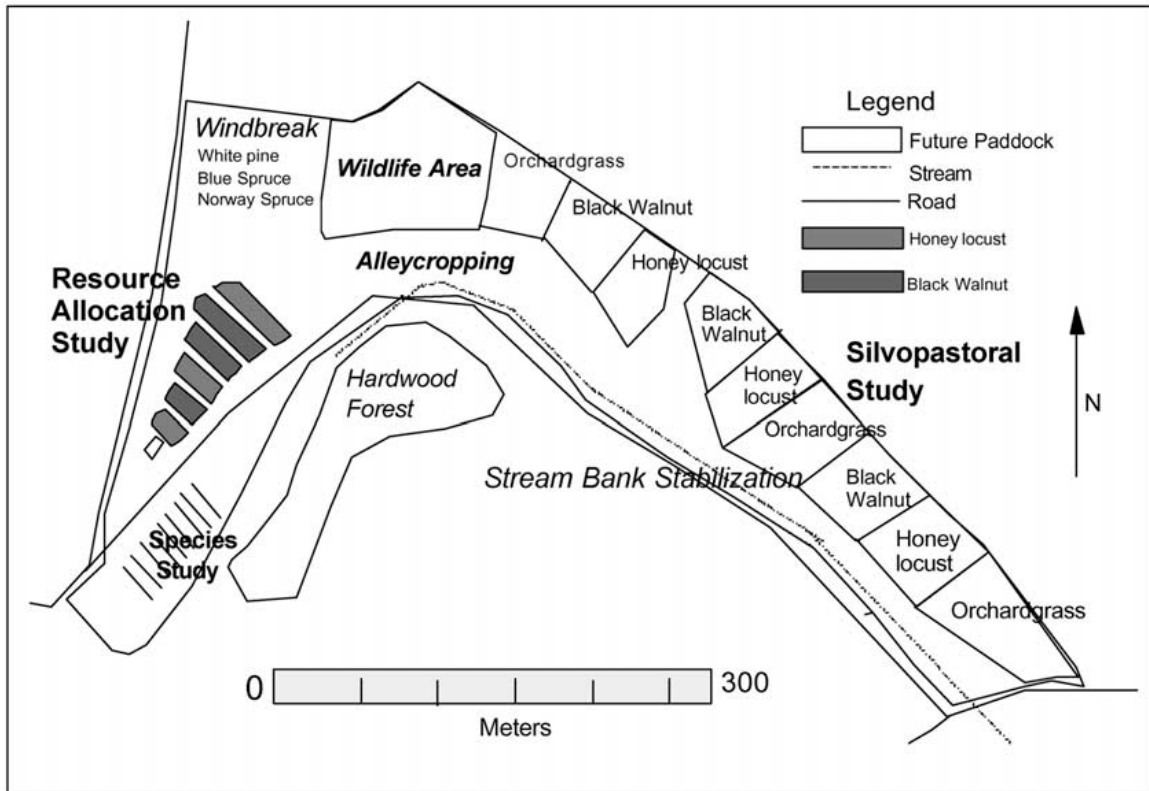 Windbreak
White pine
Blue Spruce
Norway Spruce
Wildlife Area
Orchardgrass
Black Walnut
Honey locust
Alleycropping
Resource
Allocation
Study
Black
Walnut
Honey
locust
Orchardgrass
Black
Walnut
Honey
locust
Orchardgrass
Silvopastoral
Study
Hardwood
Forest
Stream Bank Stabilization
Species
Study
Legend
Future Paddock
Stream
Road
Honey locust
Black Walnut
N
0
300
Meters